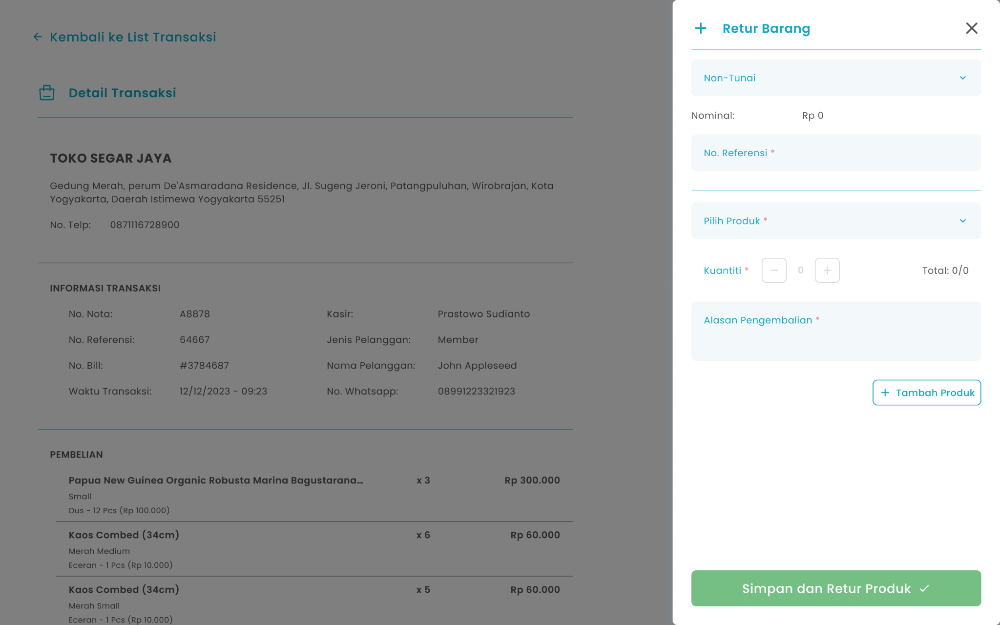 Kembali ke List Transaksi
Detail Transaksi
TOKO SEGAR JAYA
Gedung Merah, perum De'Asmaradana Residence, Jl. Sugeng Jeroni, Patangpuluhan, Wirobrajan, Kota
Yogyakarta, Daerah Istimewa Yogyakarta 55251
No. Telp: 0871116728900
INFORMASI TRANSAKSI
No. Nota: A8878 Kasir: Prastowo Sudianto
No. Referensi: 64667 Jenis Pelanggan: Member
No. Bill: #3784687 Nama Pelanggan: John Appleseed
Waktu Transaksi: 12/12/2023 - 09:23 No. Whatsapp: 08991223321923
PEMBELIAN
Papua New Guinea Organic Robusta Marina Bagustarana... x 3 Rp 300.000
Small
Dus - 12 Pcs (Rp 100.000)
Kaos Combed (34cm) x 6 Rp 60.000
Merah Medium
Eceran - 1 Pcs (Rp 10.000)
Kaos Combed (34cm) x 5 Rp 60.000
Merah Small
Eceran - 1 Pcs (Rp 10.000)
Retur Barang
Non-Tunai
Nominal: Rp 0
No. Referensi *
Pilih Produk *
Kuantiti * 0 Total: 0/0
Alasan Pengembalian *
Tambah Produk
Simpan dan Retur Produk